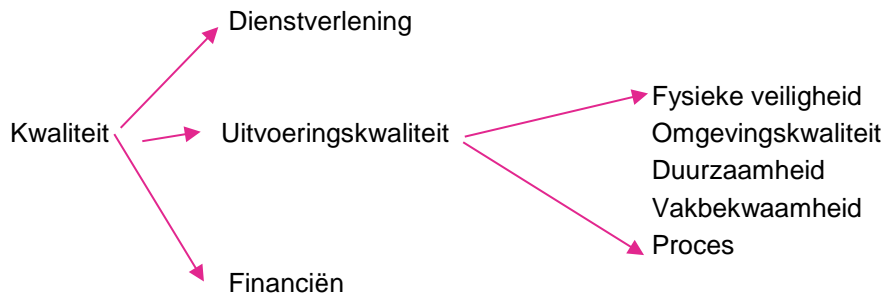 Dienstverlening
Kwaliteit
Uitvoeringskwaliteit
Financiën
Fysieke veiligheid
Omgevingskwaliteit
Duurzaamheid
Vakbekwaamheid
Proces